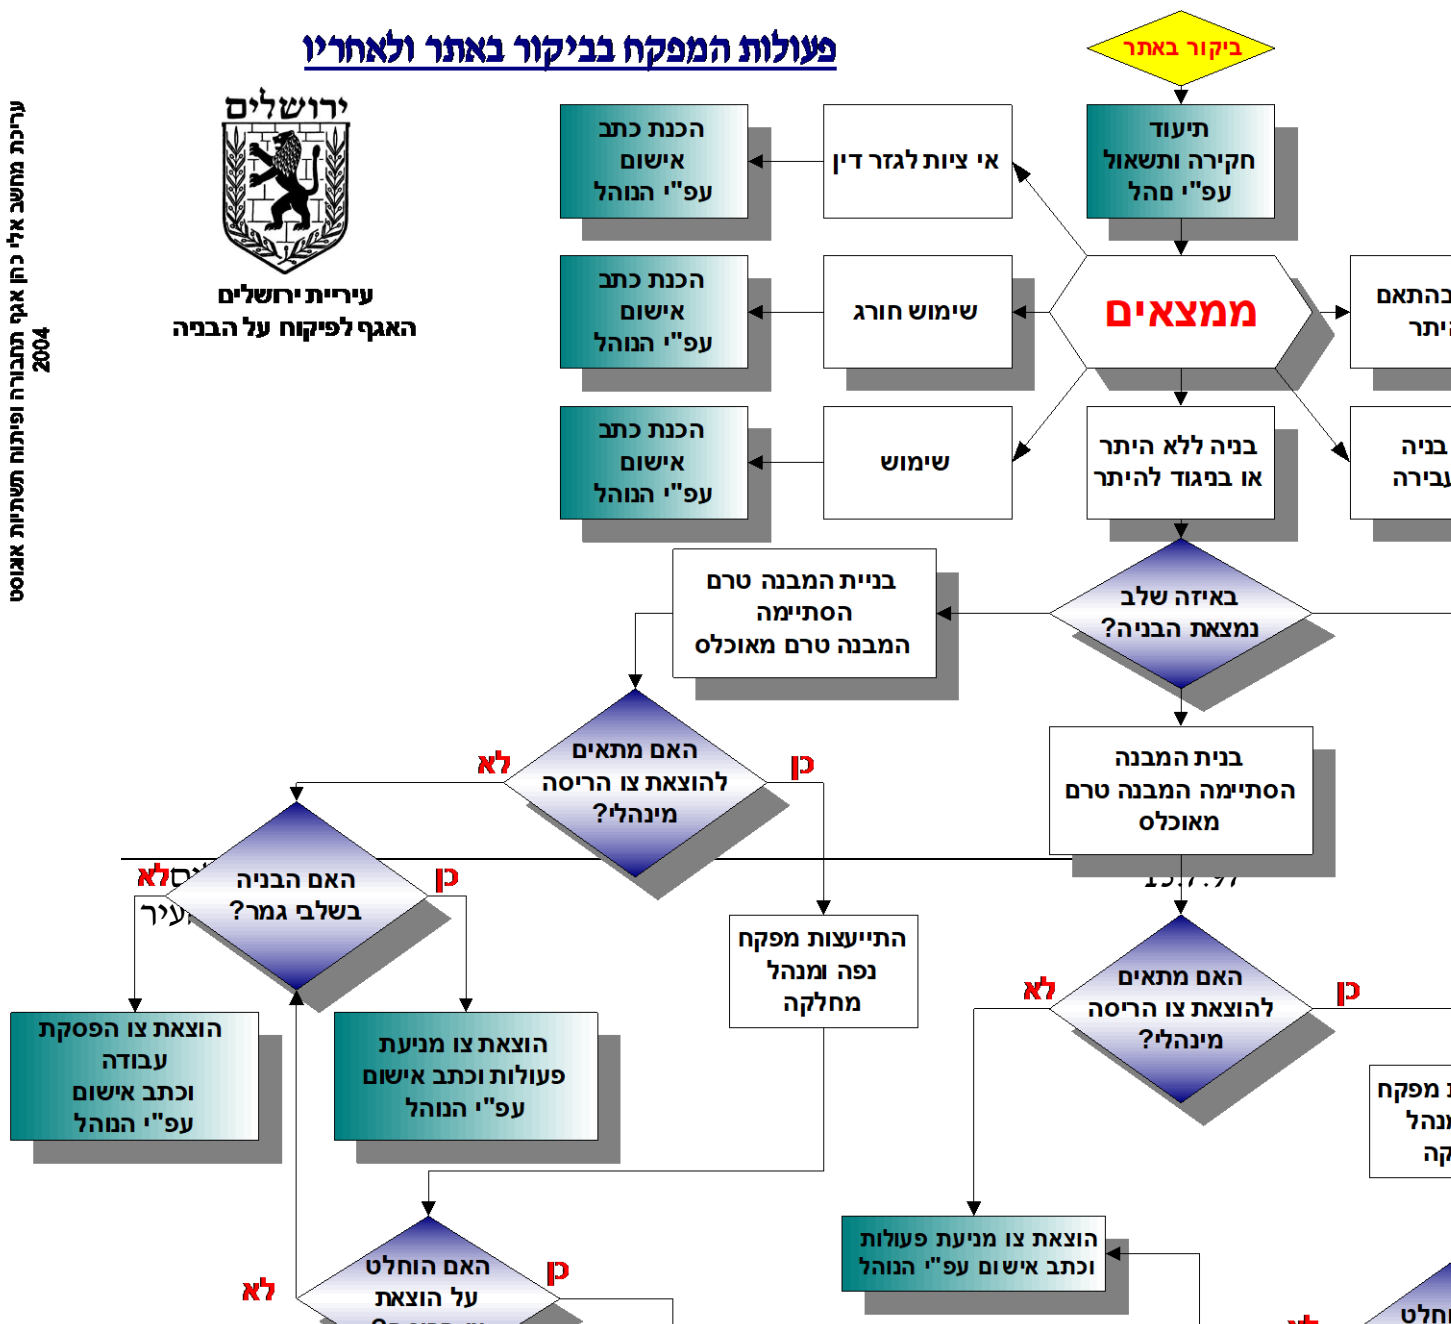 פעולות המפקח בביקור באתר ולאחריו
ביקור באתר
ירושלים
עיריית ירושלים
האגף לפיקוח על הבניה
עריכת מחשב אלי כהן אגף תחבורה ופיתוח תשתיות אוגוסט
2004
תיעוד
חקירה ותשאול
עפ"י נוהל
ממצאים
אי ציות לגזר דין
הכנת כתב
אישום
עפ"י הנוהל
שימוש חורג
הכנת כתב
אישום
עפ"י הנוהל
שימוש
הכנת כתב
אישום
עפ"י הנוהל
בהתאם
בניה
בניה ללא היתר
או בניגוד להיתר
באיזה שלב
נמצאת הבניה?
בניית המבנה טרם
הסתיימה
המבנה טרם מאוכלס
בנית המבנה
הסתיימה המבנה טרם
מאוכלס
האם מתאים
להוצאת צו הריסה
מינהלי?
לא
כן
האם הבניה
בשלבי גמר?
לא
כן
התייעצות מפקח
נפה ומנהל
מחלקה
האם מתאים
להוצאת צו הריסה
מינהלי?
לא
כן
הוצאת צו הפסקת
עבודה
וכתב אישום
עפ"י הנוהל
הוצאת צו מניעת
פעולות וכתב אישום
עפ"י הנוהל
מפקח
הוצאת צו מניעת פעולות
וכתב אישום עפ"י הנוהל
האם הוחלט
על הוצאת
לא
כן